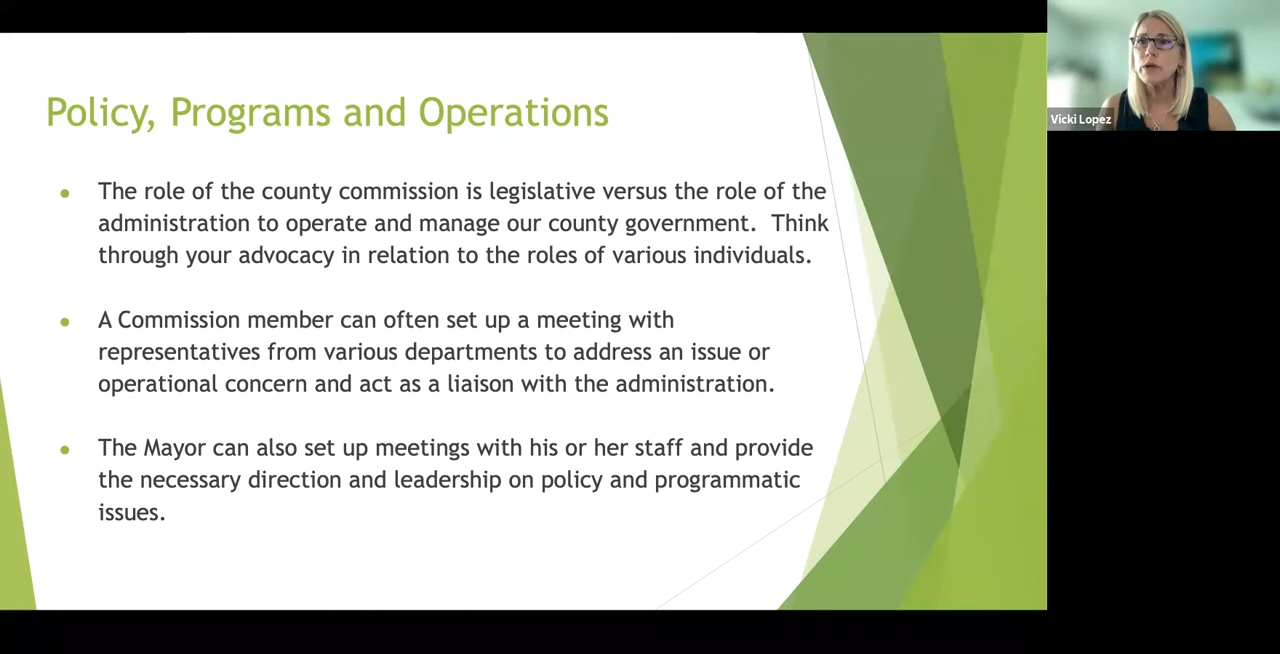 Policy, Programs and Operations
The role of the county commission is legislative versus the role of the
administration to operate and manage our county government.  Think
through your advocacy in relation to the roles of various individuals.
A Commission member can often set up a meeting with
representatives from various departments to address an issue or
operational concern and act as a liaison with the administration.
The Mayor can also set up meetings with his or her staff and provide
the necessary direction and leadership on policy and programmatic
issues.
Vicki Lopez